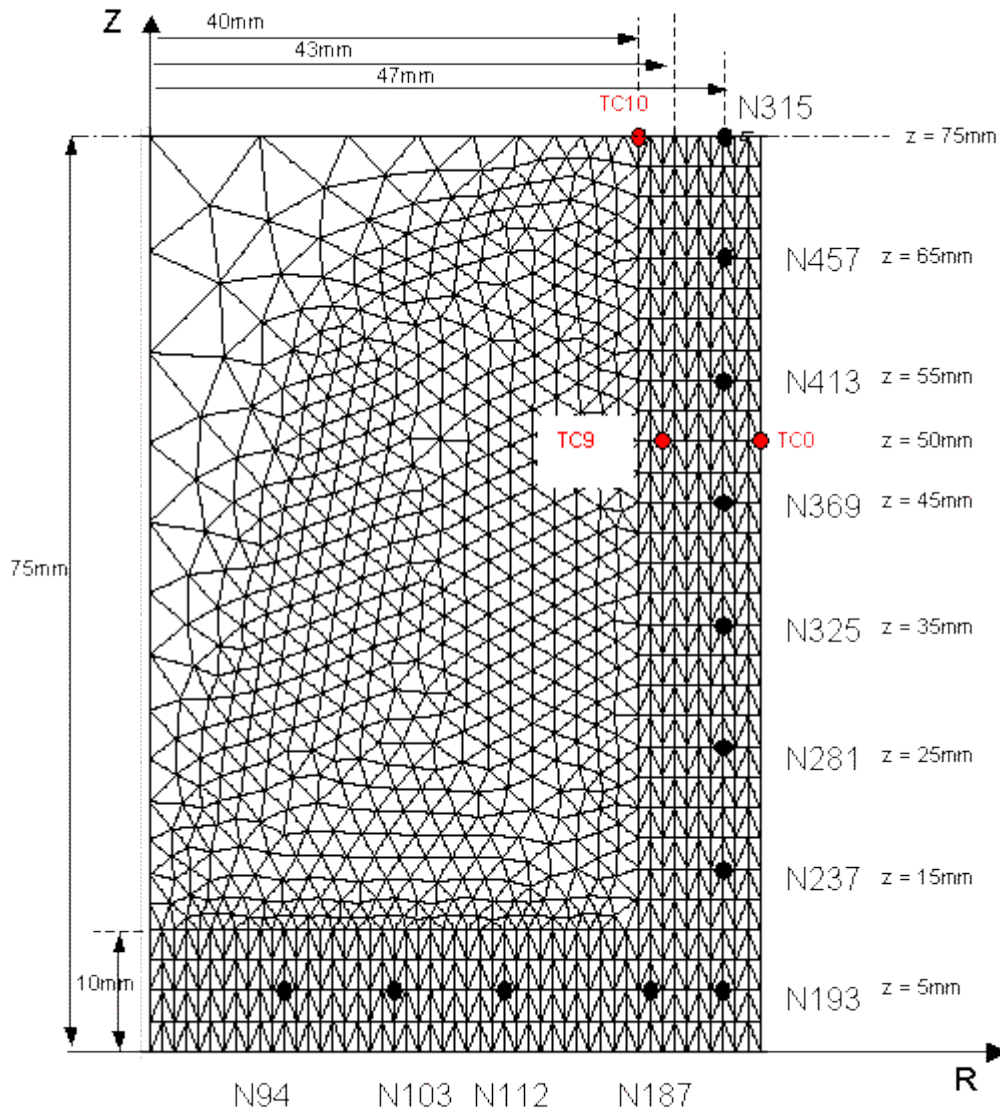 Z
40mm
43mm
47mm
TC10
N315
z = 75mm
N457 z = 65mm
N413 z = 55mm
TC9
TC0
z = 50mm
N369 z = 45mm
75mm
N325 z = 35mm
N281 z = 25mm
N237 z = 15mm
10mm
N193 z = 5mm
R
N94 N103 N112 N187